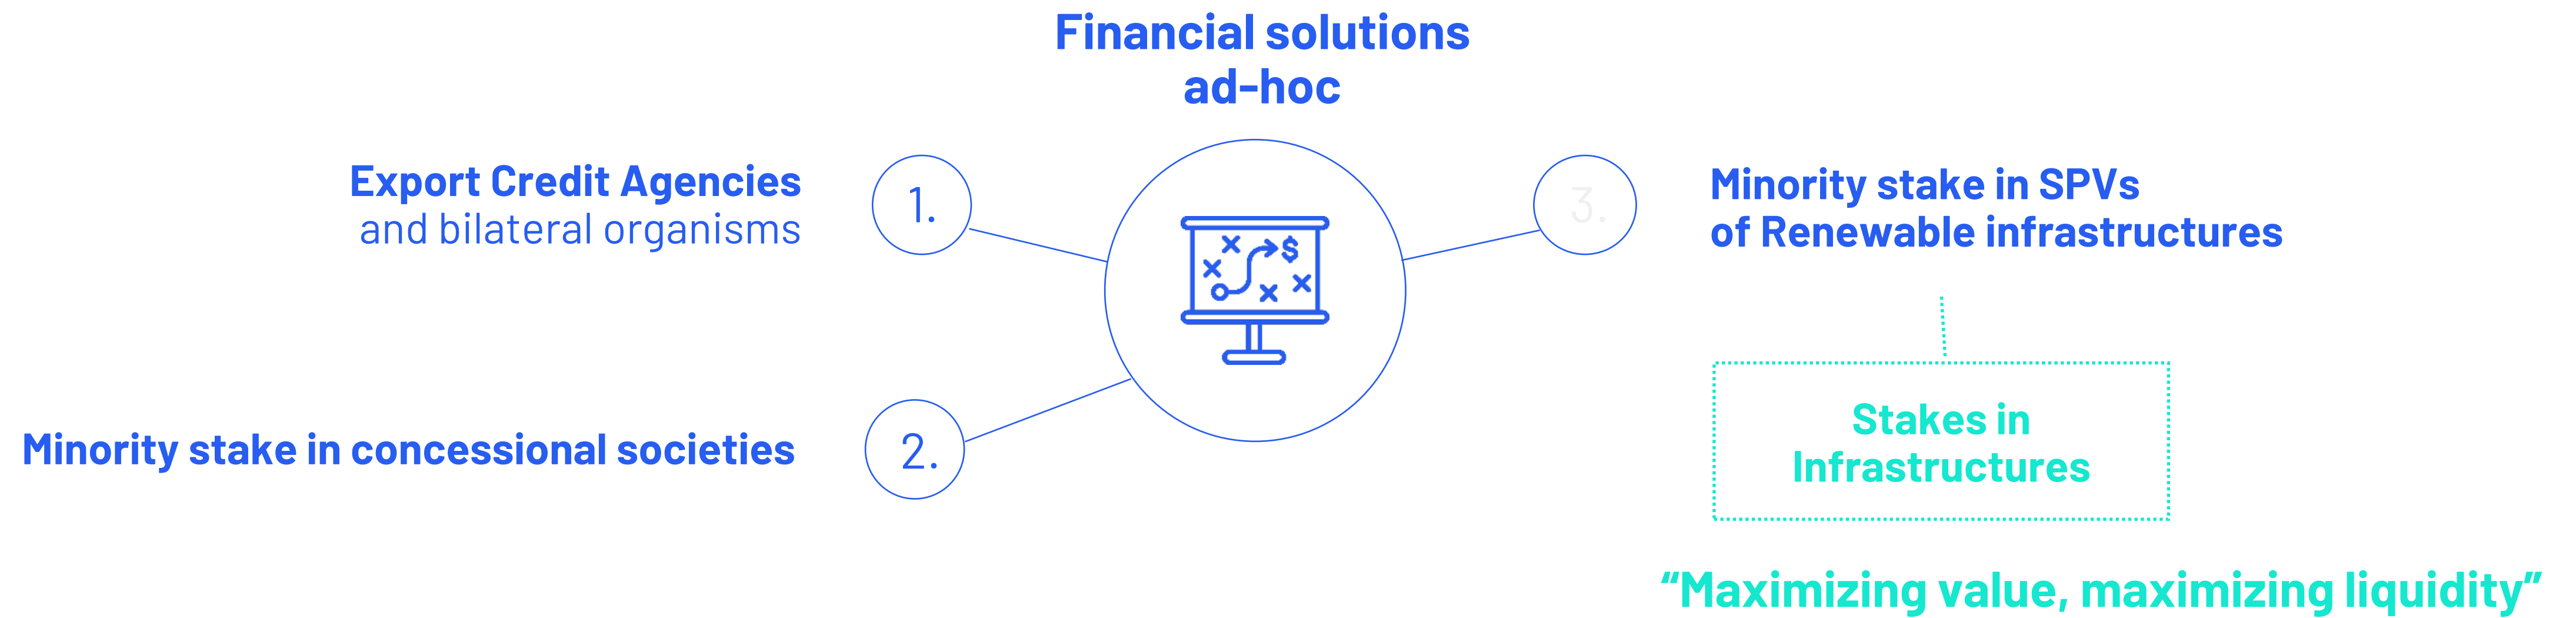 Financial solutions
ad-hoc
Export Credit Agencies
and bilateral organisms
1.
Minority stake in concessional societies
2.
3.
Minority stake in SPVs
of Renewable infrastructures
$
Stakes in
Infrastructures
“Maximizing value, maximizing liquidity”